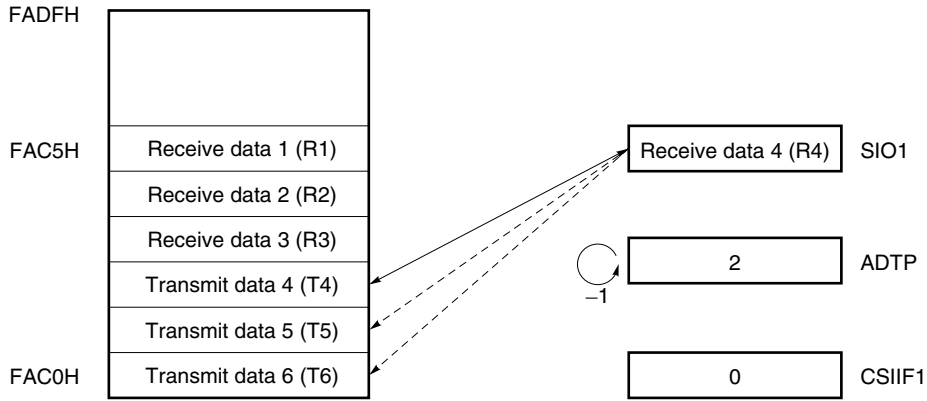 FADFH
FAC5H
Receive data 1 (R1)
Receive data 2 (R2)
Receive data 3 (R3)
Transmit data 4 (T4)
Transmit data 5 (T5)
FAC0H
Transmit data 6 (T6)
Receive data 4 (R4)
SIO1
–1
2
ADTP
0
CSIIF1